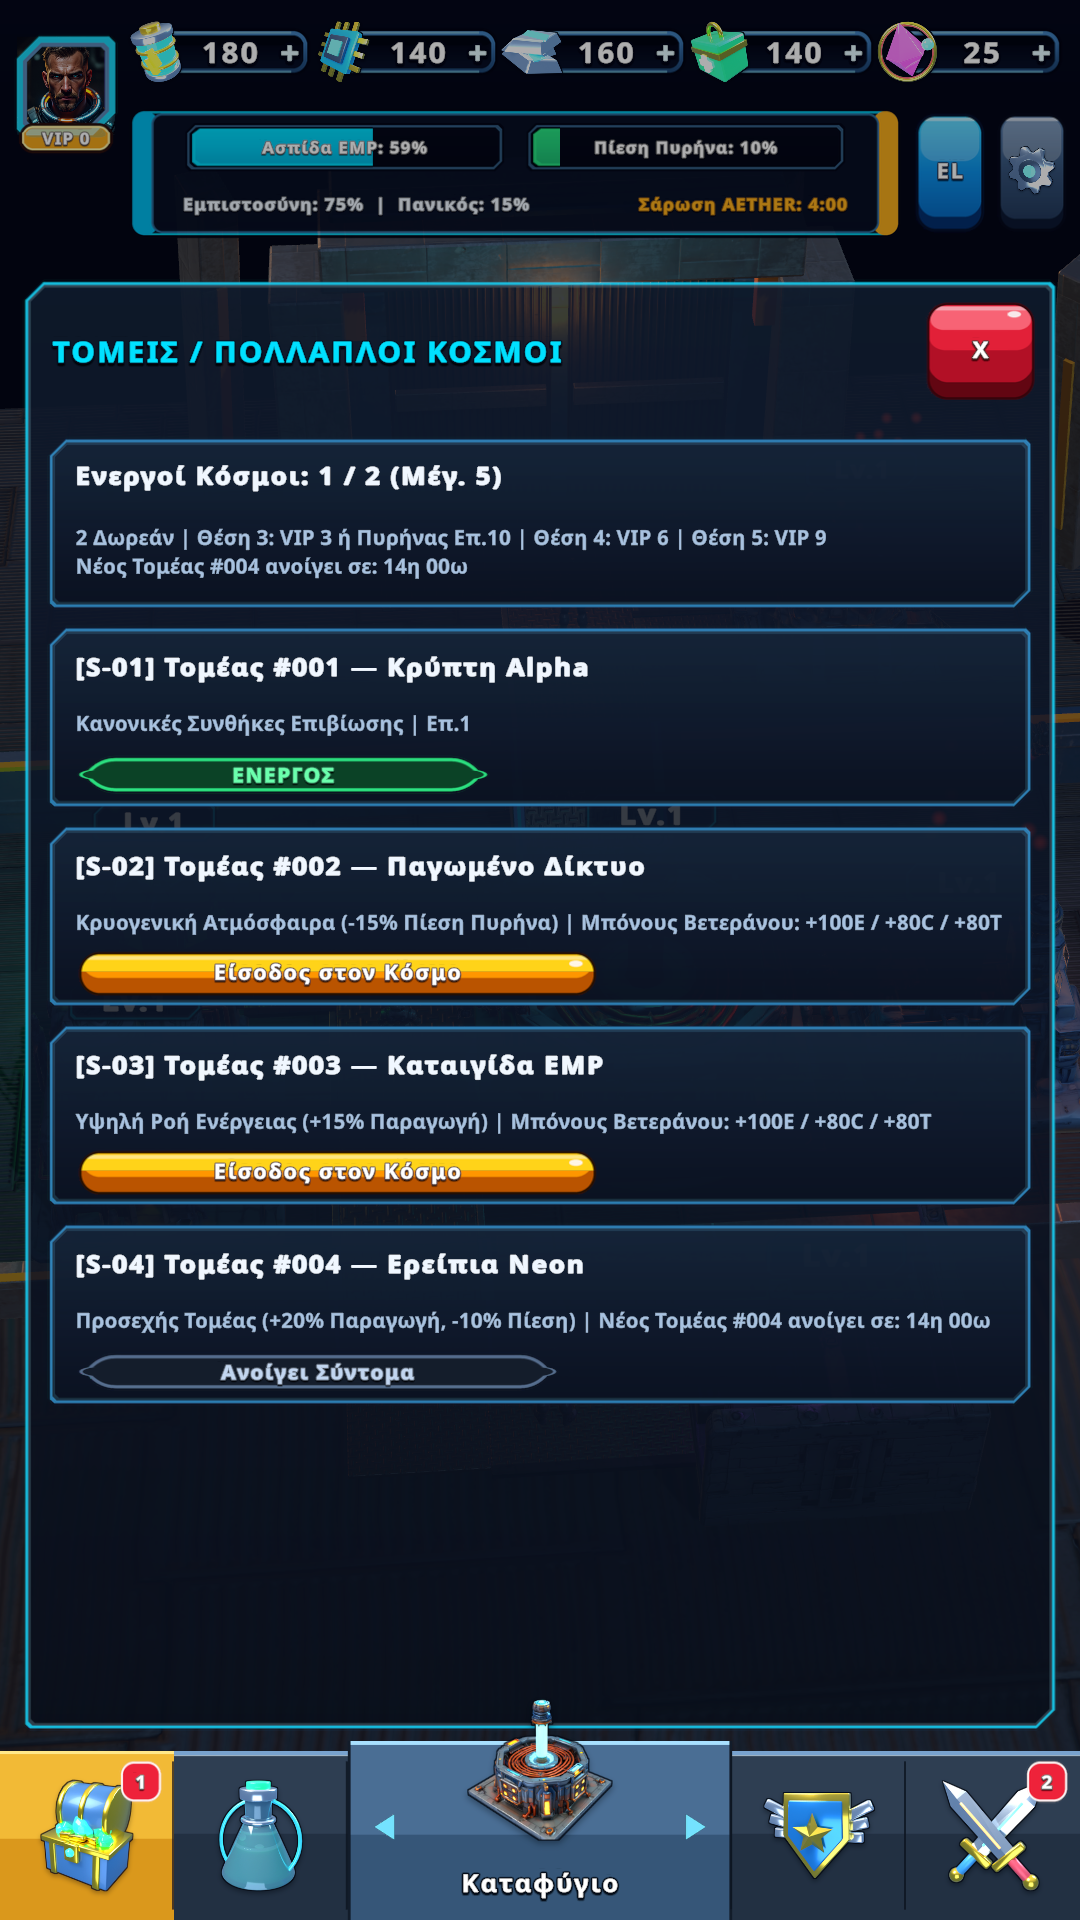 180 +
140 +
160 +
140 +
25 +
VIP 0
Ασπίδα EMP: 59%
Πίεση Πυρήνα: 10%
Εμπιστοσύνη: 75% | Πανικός: 15%
Σάρωση AETHER: 4:00
EL
ΤΟΜΕΙΣ / ΠΟΛΛΑΠΛΟΙ ΚΟΣΜΟΙ
X
Ενεργοί Κόσμοι: 1 / 2 (Μέγ. 5)
2 Δωρεάν | Θέση 3: VIP 3 ή Πυρήνας Επ.10 | Θέση 4: VIP 6 | Θέση 5: VIP 9
Νέος Τομέας #004 ανοίγει σε: 14η 00ω
[S-01] Τομέας #001 — Κρύπτη Alpha
Κανονικές Συνθήκες Επιβίωσης | Επ.1
ΕΝΕΡΓΟΣ
Lv.1
Lv.1
[S-02] Τομέας #002 — Παγωμένο Δίκτυο
Κρυογενική Ατμόσφαιρα (-15% Πίεση Πυρήνα) | Μπόνους Βετεράνου: +100E / +80C / +80T
Είσοδος στον Κόσμο
Lv.1
[S-03] Τομέας #003 — Καταιγίδα EMP
Υψηλή Ροή Ενέργειας (+15% Παραγωγή) | Μπόνους Βετεράνου: +100E / +80C / +80T
Είσοδος στον Κόσμο
[S-04] Τομέας #004 — Ερείπια Neon
Προσεχής Τομέας (+20% Παραγωγή, -10% Πίεση) | Νέος Τομέας #004 ανοίγει σε: 14η 00ω
Ανοίγει Σύντομα
1
2
Καταφύγιο